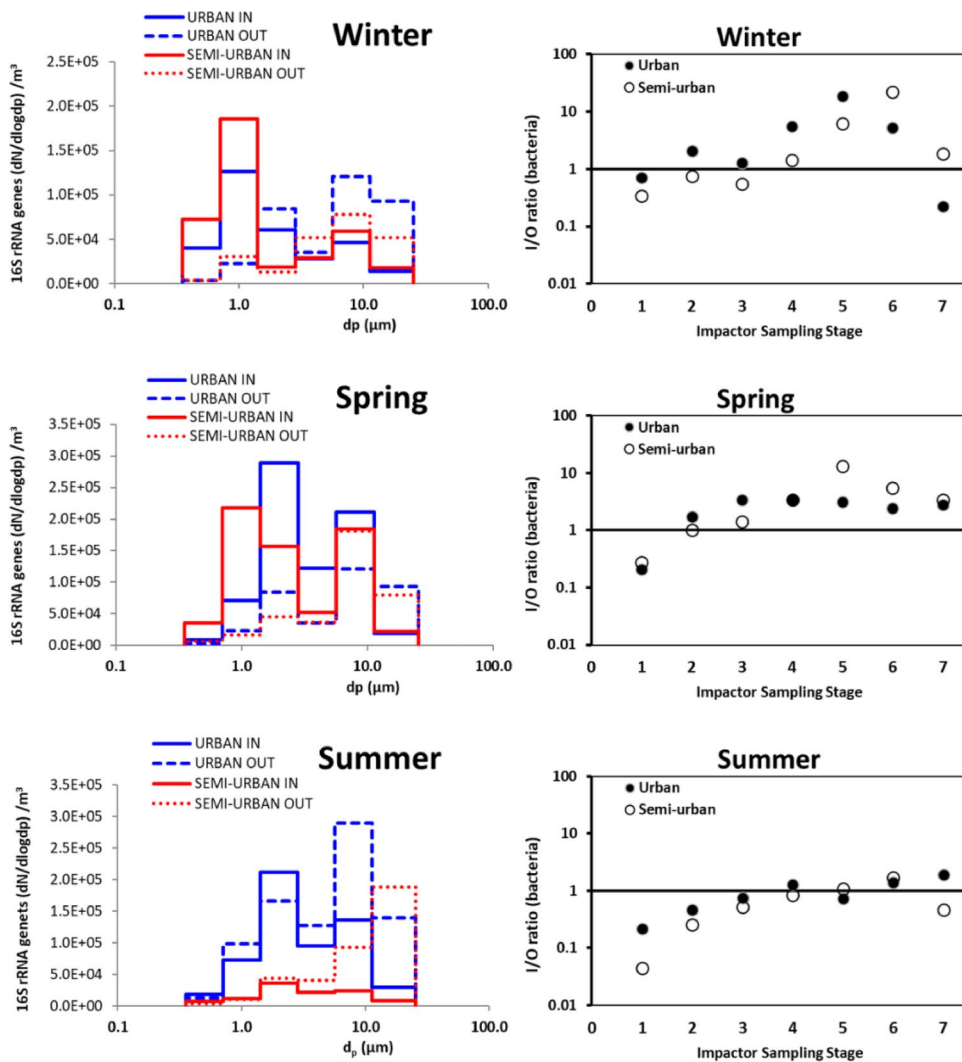 URBAN IN
URBAN OUT
SEMI-URBAN IN
SEMI-URBAN OUT
Winter
16S rRNA genes (dN/dlogdp) /m³
2.5E+05
2.0E+05
1.5E+05
1.0E+05
5.0E+04
0.0E+00
0.1 1.0 10.0 100.0
dp (µm)
Winter
Urban
Semi-urban
I/O ratio (bacteria)
100
10
1
0.1
0.01
0 1 2 3 4 5 6 7
Impactor Sampling Stage
URBAN IN
URBAN OUT
SEMI-URBAN IN
SEMI-URBAN OUT
Spring
16S rRNA genes (dN/dlogdp) /m³
3.5E+05
3.0E+05
2.5E+05
2.0E+05
1.5E+05
1.0E+05
5.0E+04
0.0E+00
0.1 1.0 10.0 100.0
dp (µm)
Spring
Urban
Semi-urban
I/O ratio (bacteria)
100
10
1
0.1
0.01
0 1 2 3 4 5 6 7
Impactor Sampling Stage
URBAN IN
URBAN OUT
SEMI-URBAN IN
SEMI-URBAN OUT
Summer
16S rRNA genets (dN/dlogdp) /m³
3.5E+05
3.0E+05
2.5E+05
2.0E+05
1.5E+05
1.0E+05
5.0E+04
0.0E+00
0.1 1.0 10.0 100.0
dₚ (µm)
Summer
Urban
Semi-urban
I/O ratio (bacteria)
100
10
1
0.1
0.01
0 1 2 3 4 5 6 7
Impactor Sampling Stage